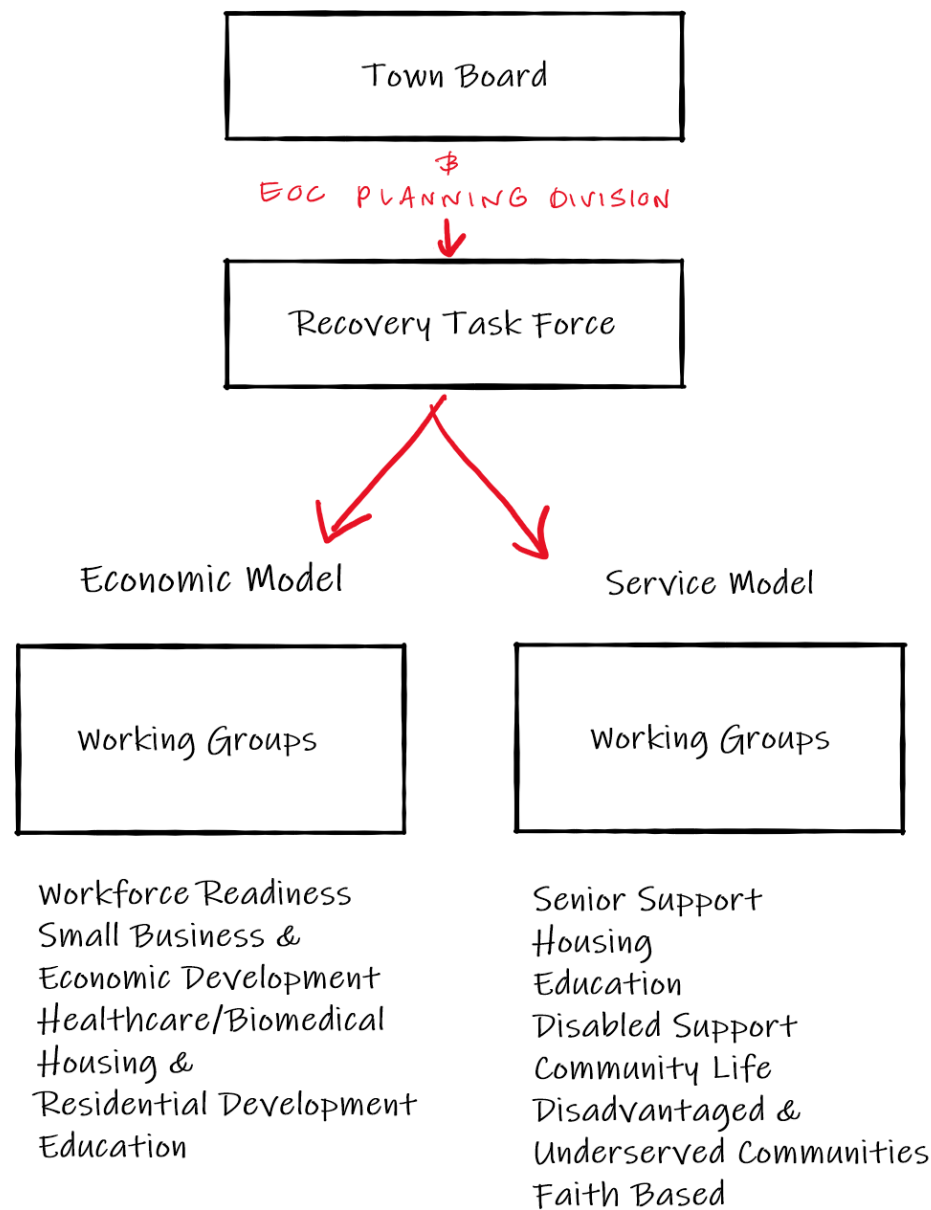 Town Board
&
EOC PLANNING DIVISION
Recovery Task Force
Economic Model
Service Model
Working Groups
Working Groups
Workforce Readiness
Small Business &
Economic Development
Healthcare/Biomedical
Housing &
Residential Development
Education
Senior Support
Housing
Education
Disabled Support
Community Life
Disadvantaged &
Underserved Communities
Faith Based